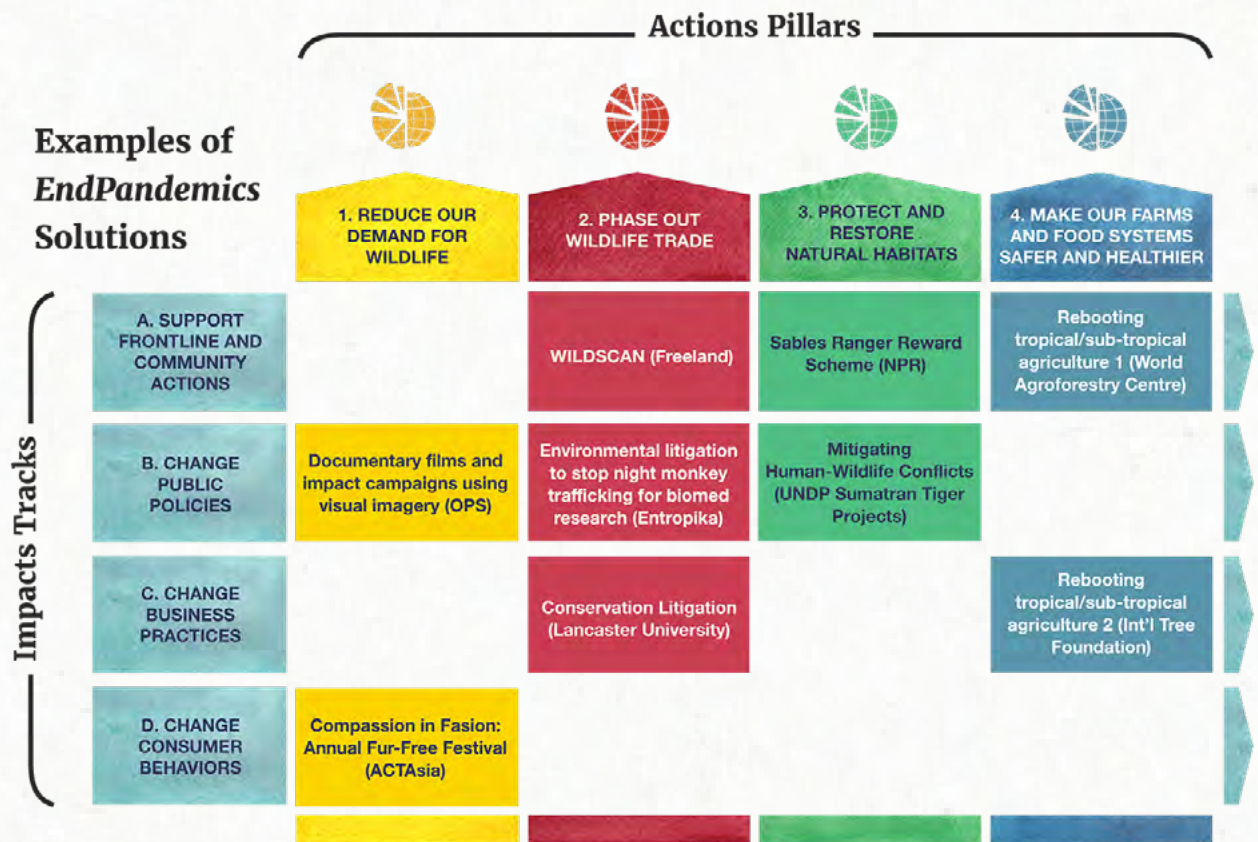 Actions Pillars
Examples of
EndPandemics
Solutions
1. REDUCE OUR
DEMAND FOR
WILDLIFE
2. PHASE OUT
WILDLIFE TRADE
3. PROTECT AND
RESTORE
NATURAL HABITATS
4. MAKE OUR FARMS
AND FOOD SYSTEMS
SAFER AND HEALTHIER
Impacts Tracks
A. SUPPORT
FRONTLINE AND
COMMUNITY
ACTIONS
WILDSCAN (Freeland)
Sables Ranger Reward
Scheme (NPR)
Rebooting
tropical/sub-tropical
agriculture 1 (World
Agroforestry Centre)
B. CHANGE
PUBLIC
POLICIES
Documentary films and
impact campaigns using
visual imagery (OPS)
Environmental litigation
to stop night monkey
trafficking for biomed
research (Entropika)
Mitigating
Human-Wildlife Conflicts
(UNDP Sumatran Tiger
Projects)
C. CHANGE
BUSINESS
PRACTICES
Conservation Litigation
(Lancaster University)
Rebooting
tropical/sub-tropical
agriculture 2 (Int'l Tree
Foundation)
D. CHANGE
CONSUMER
BEHAVIORS
Compassion in Fasion:
Annual Fur-Free Festival
(ACTAsia)